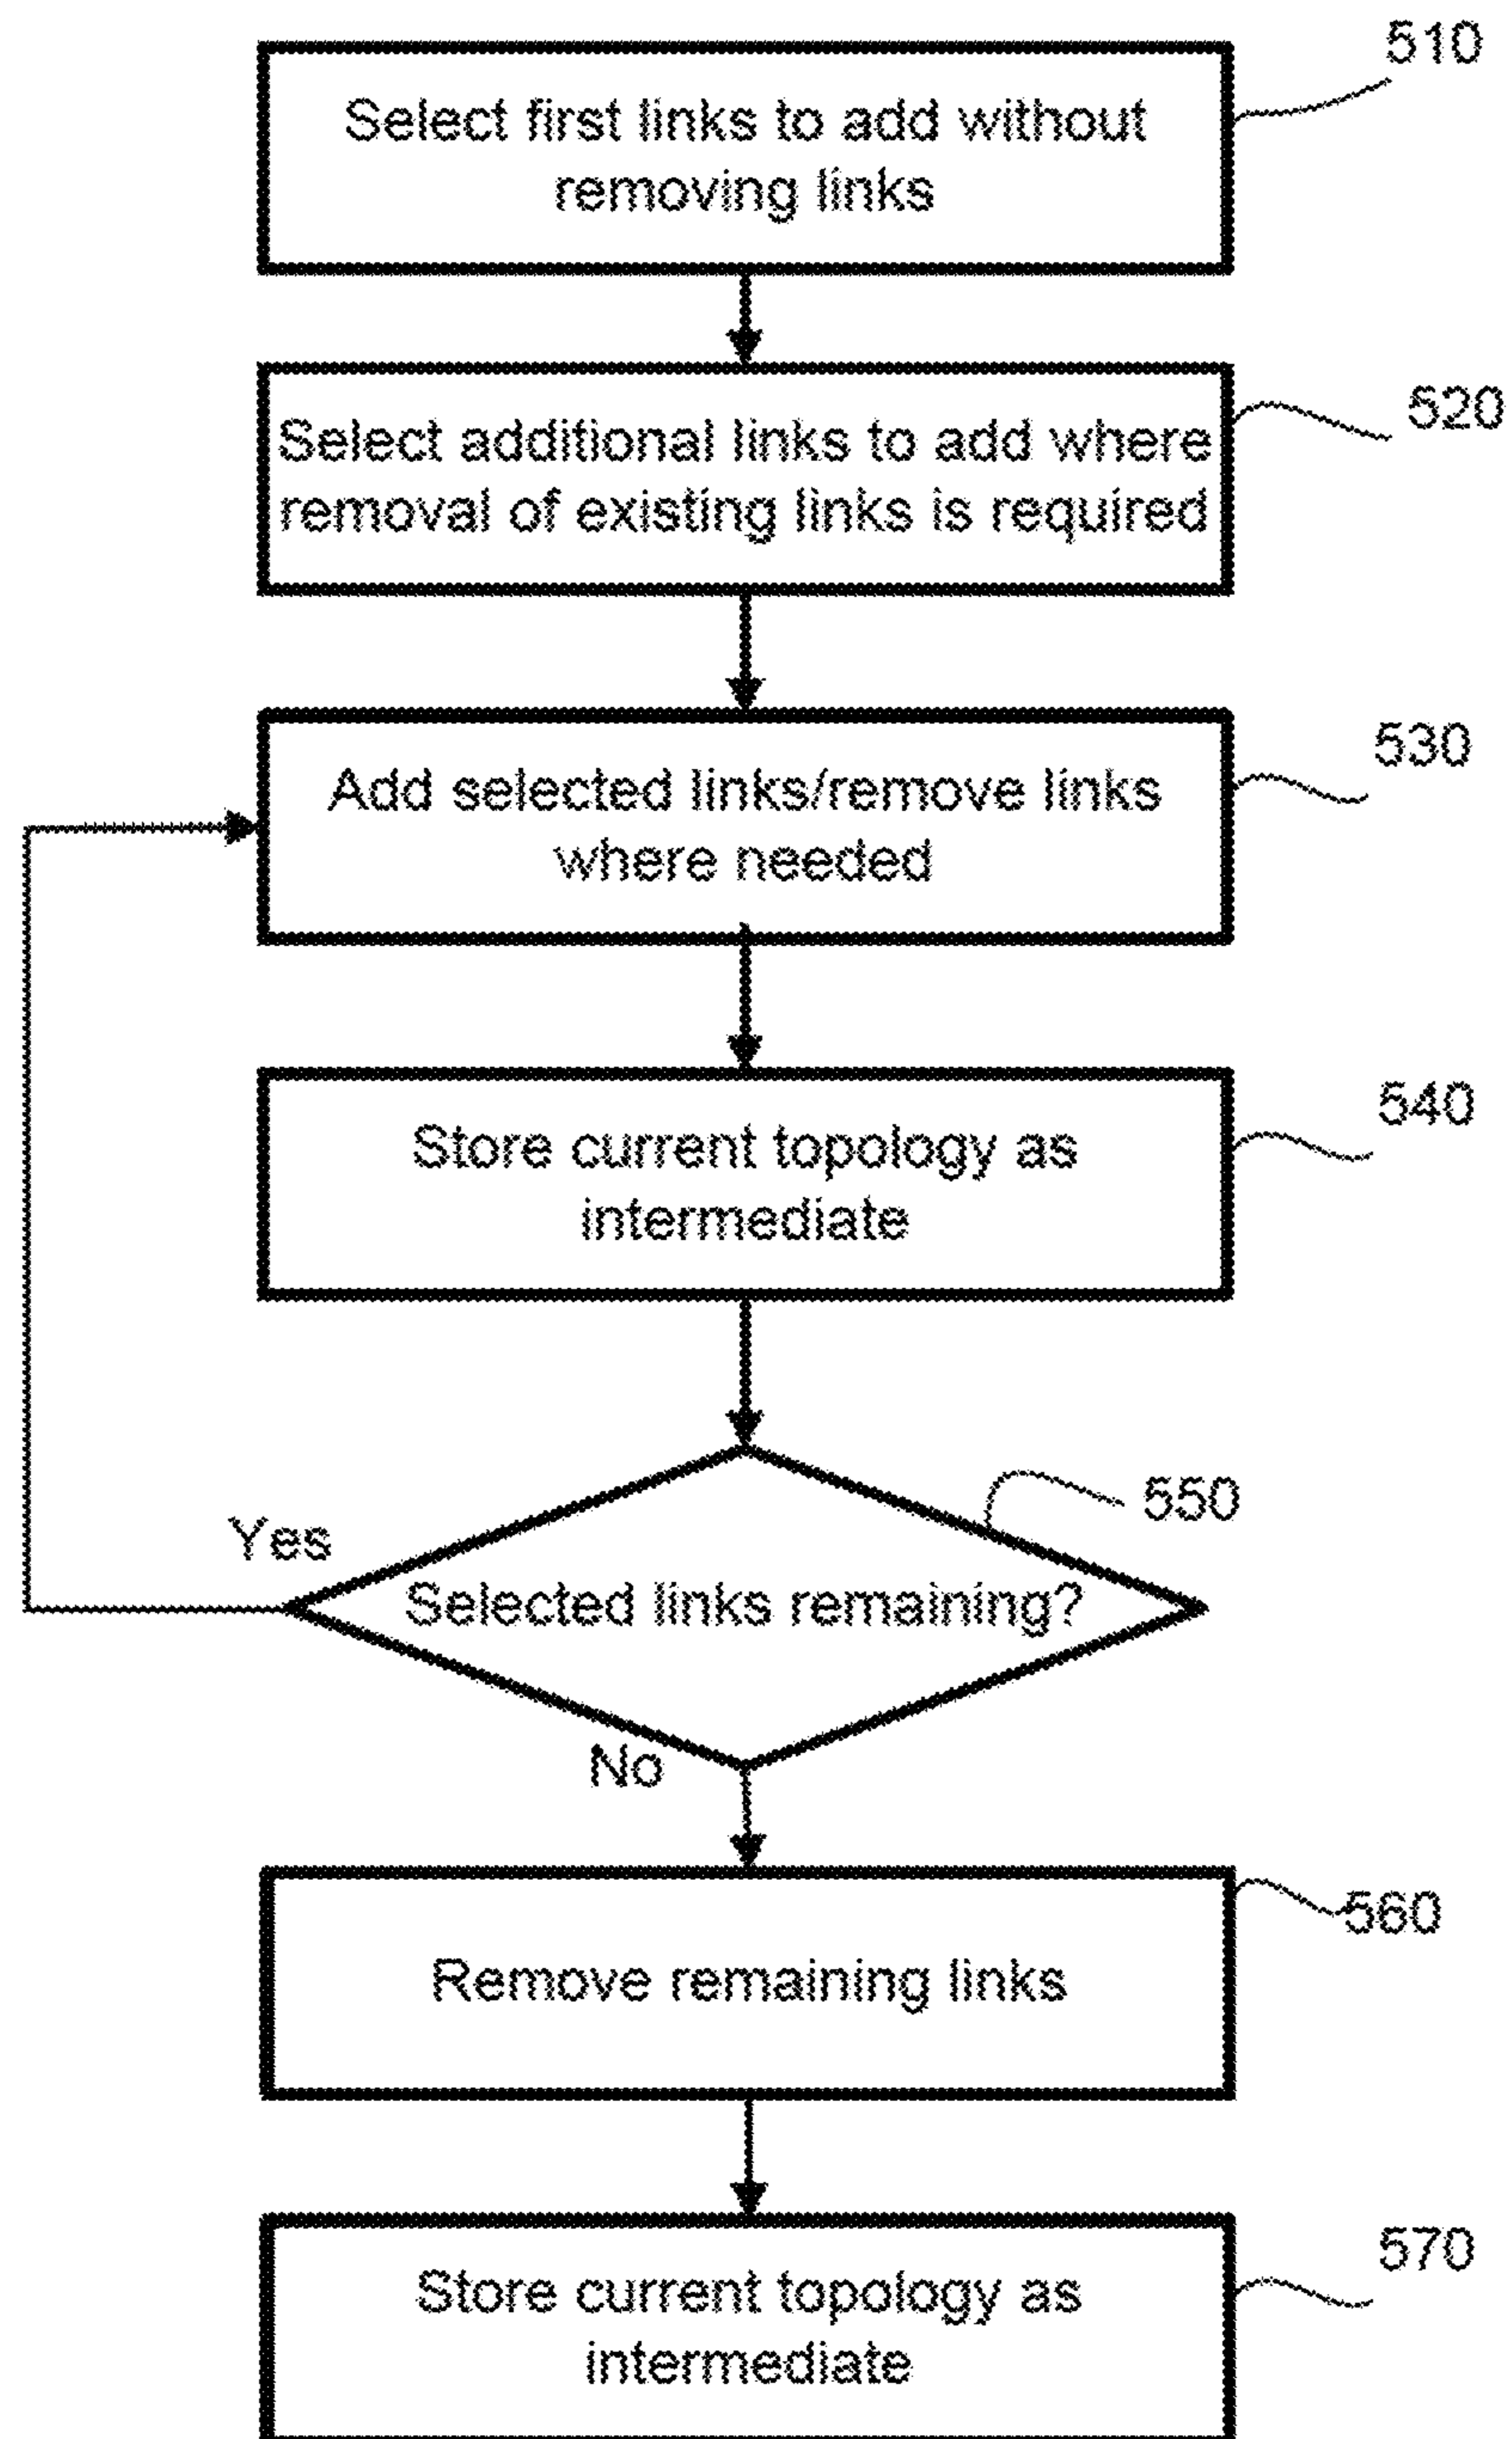 510
Select first links to add without
removing links
520
Select additional links to add where
removal of existing links is required
530
Add selected links/remove links
where needed
540
Store current topology as
intermediate
550
Yes
Selected links remaining?
No
560
Remove remaining links
570
Store current topology as
intermediate